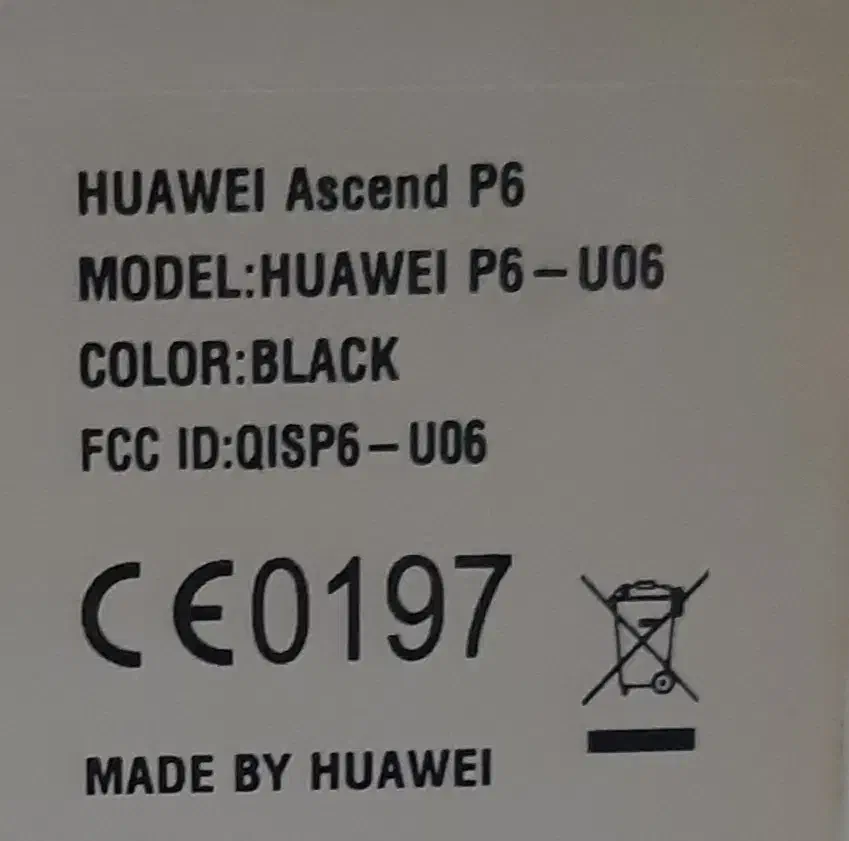 HUAWEI Ascend P6
MODEL:HUAWEI P6-U06
COLOR:BLACK
FCC ID:QISP6-U06
CE0197
MADE BY HUAWEI